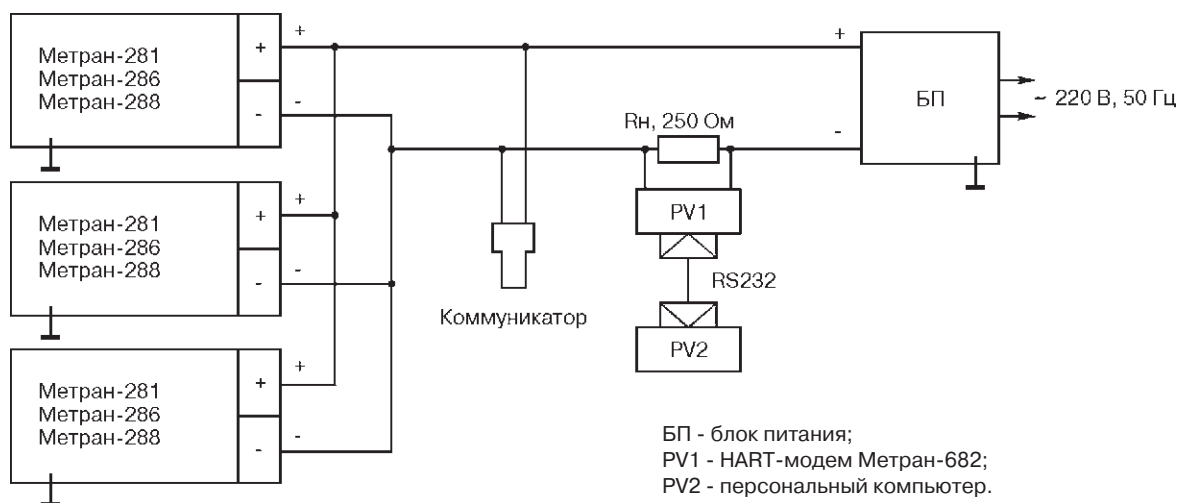 Метран-281
Метран-286
Метран-288
+
-
+
-
+
-
БП
~ 220 В, 50 Гц
Rн, 250 Ом
Метран-281
Метран-286
Метран-288
+
-
+
-
PV1
RS232
Коммуникатор
PV2
Метран-281
Метран-286
Метран-288
+
-
+
-
БП - блок питания;
PV1 - HART-модем Метран-682;
PV2 - персональный компьютер.